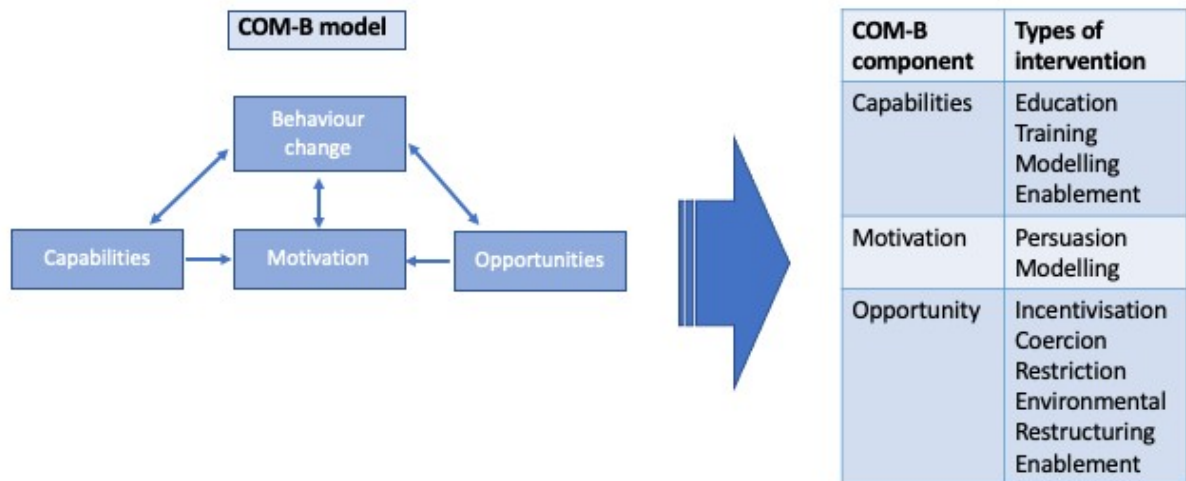 COM-B model
Behaviour
change
Capabilities
Motivation
Opportunities
COM-B
component
Types of
intervention
Capabilities
Education
Training
Modelling
Enablement
Motivation
Persuasion
Modelling
Opportunity
Incentivisation
Coercion
Restriction
Environmental
Restructuring
Enablement